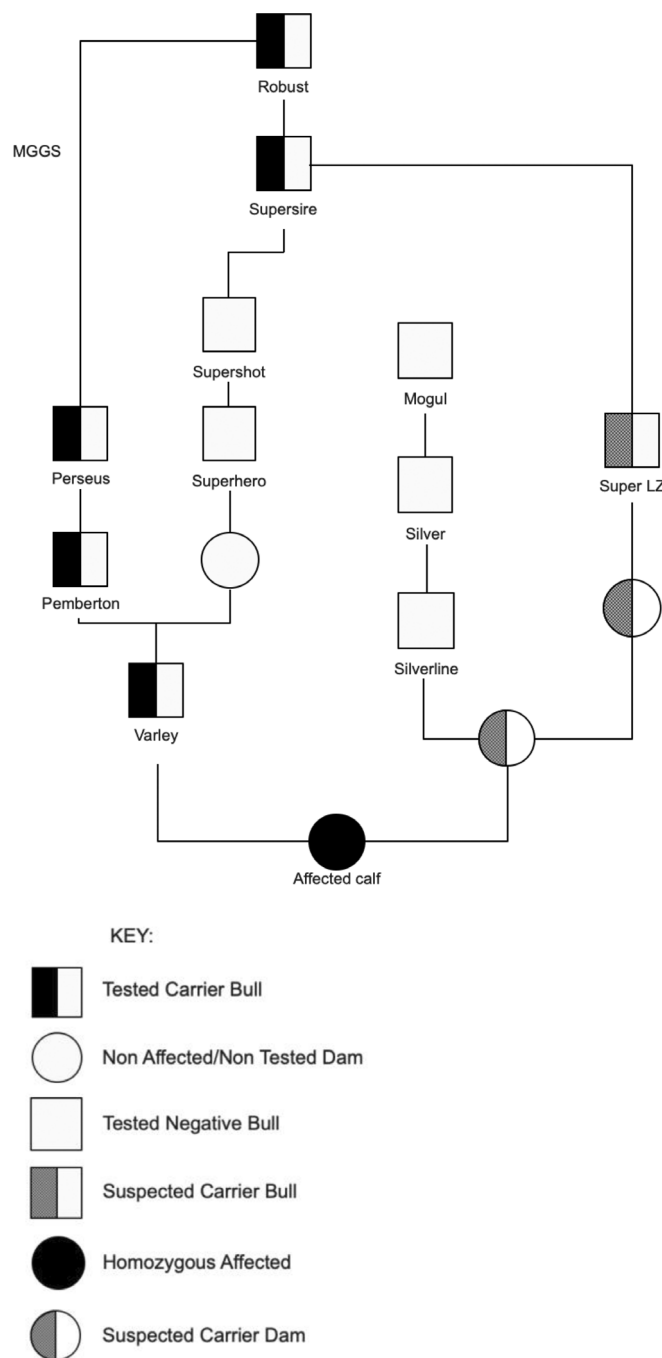 Robust
MGGS
Supersire
Supershot
Mogul
Perseus
Superhero
Super LZ
Silver
Pemberton
Silverline
Varley
Affected calf
KEY:
Tested Carrier Bull
Non Affected/Non Tested Dam
Tested Negative Bull
Suspected Carrier Bull
Homozygous Affected
Suspected Carrier Dam